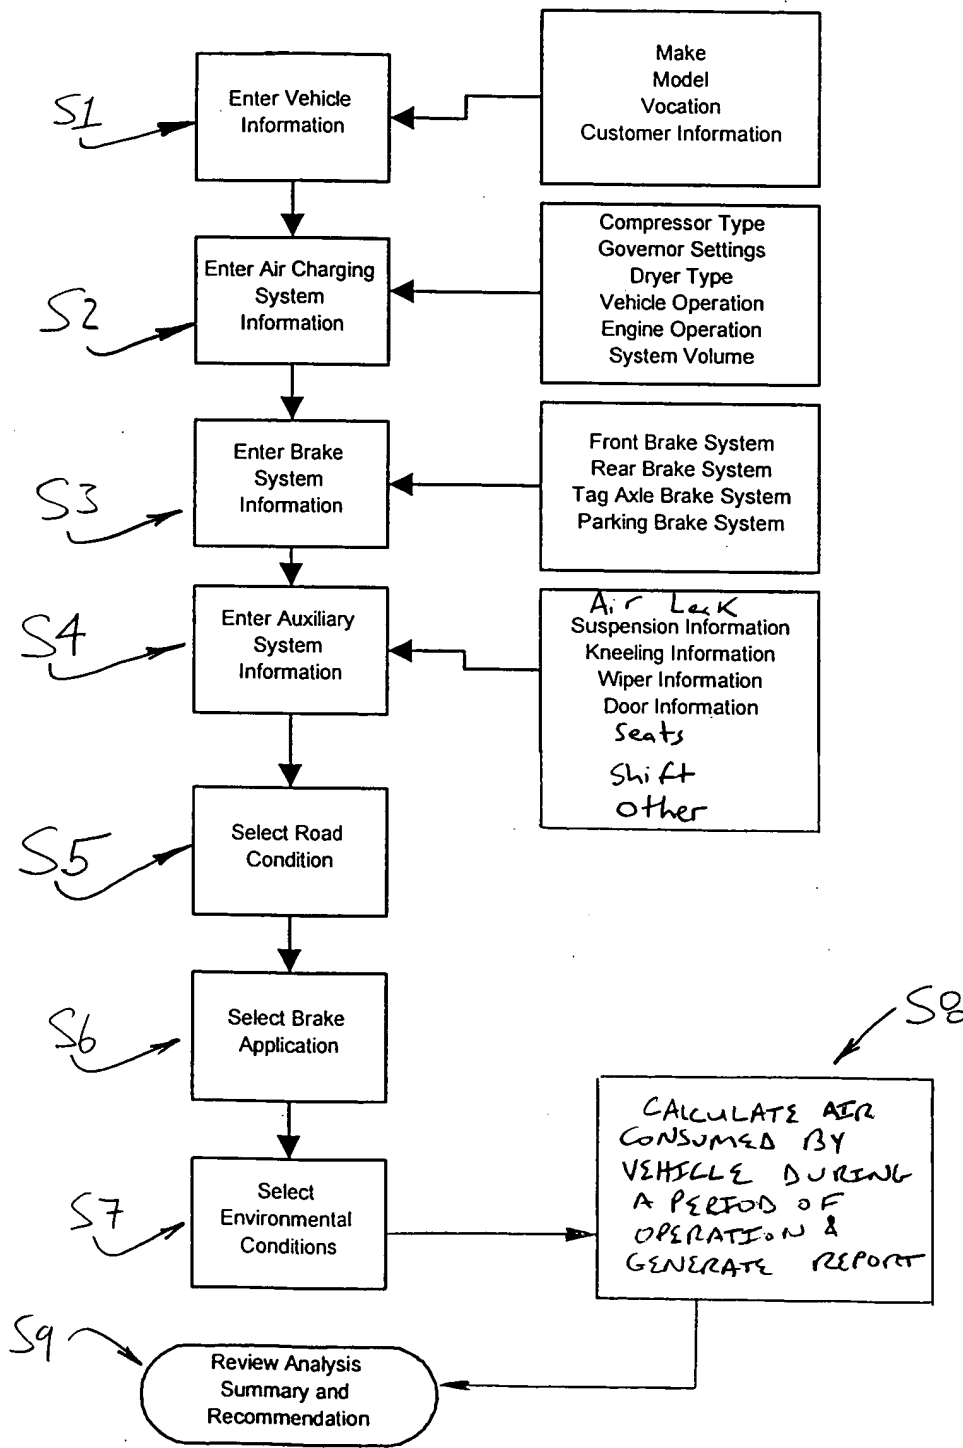 Make
Model
Vocation
Customer Information
S1
Enter Vehicle
Information
Compressor Type
Governor Settings
Dryer Type
Vehicle Operation
Engine Operation
System Volume
S2
Enter Air Charging
System
Information
Front Brake System
Rear Brake System
Tag Axle Brake System
Parking Brake System
S3
Enter Brake
System
Information
Air Leak
Suspension Information
Kneeling Information
Wiper Information
Door Information
Seats
Shift
Other
S4
Enter Auxiliary
System
Information
S5
Select Road
Condition
S6
Select Brake
Application
S7
Select
Environmental
Conditions
S8
CALCULATE AIR
CONSUMED BY
VEHICLE DURING
A PERIOD OF
OPERATION &
GENERATE REPORT
S9
Review Analysis
Summary and
Recommendation